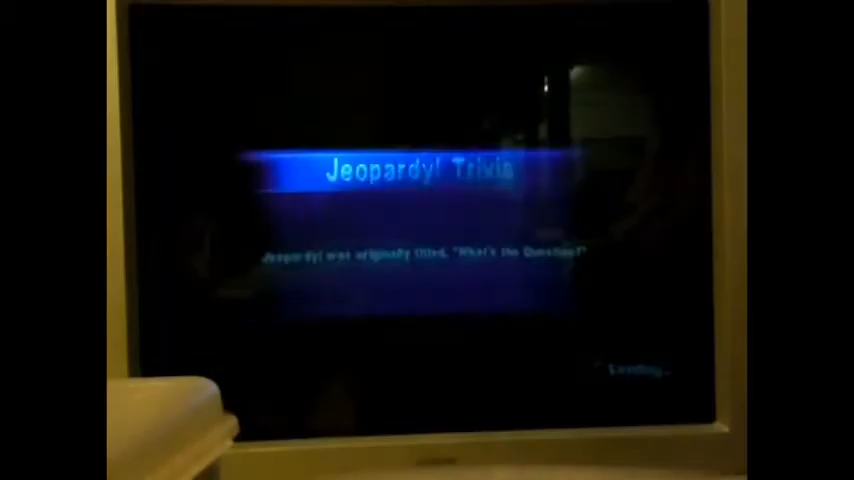 Jeopardy! Trivia
Jeopardy! was originally titled, "What's the Question?"
Loading...